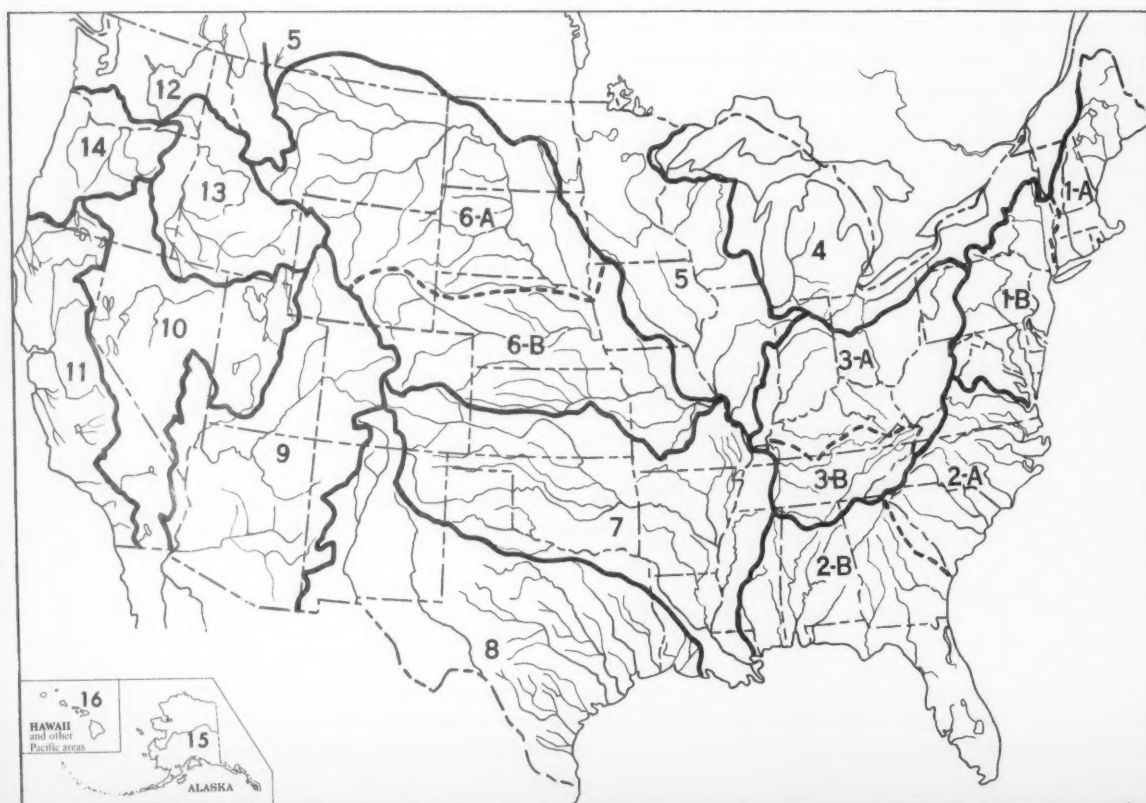 5
12
14
13
6-A
4
1-A
5
1-B
10
6-B
3-A
11
9
3-B
2-A
7
2-B
8
16
HAWAII
and other
Pacific areas
15
ALASKA